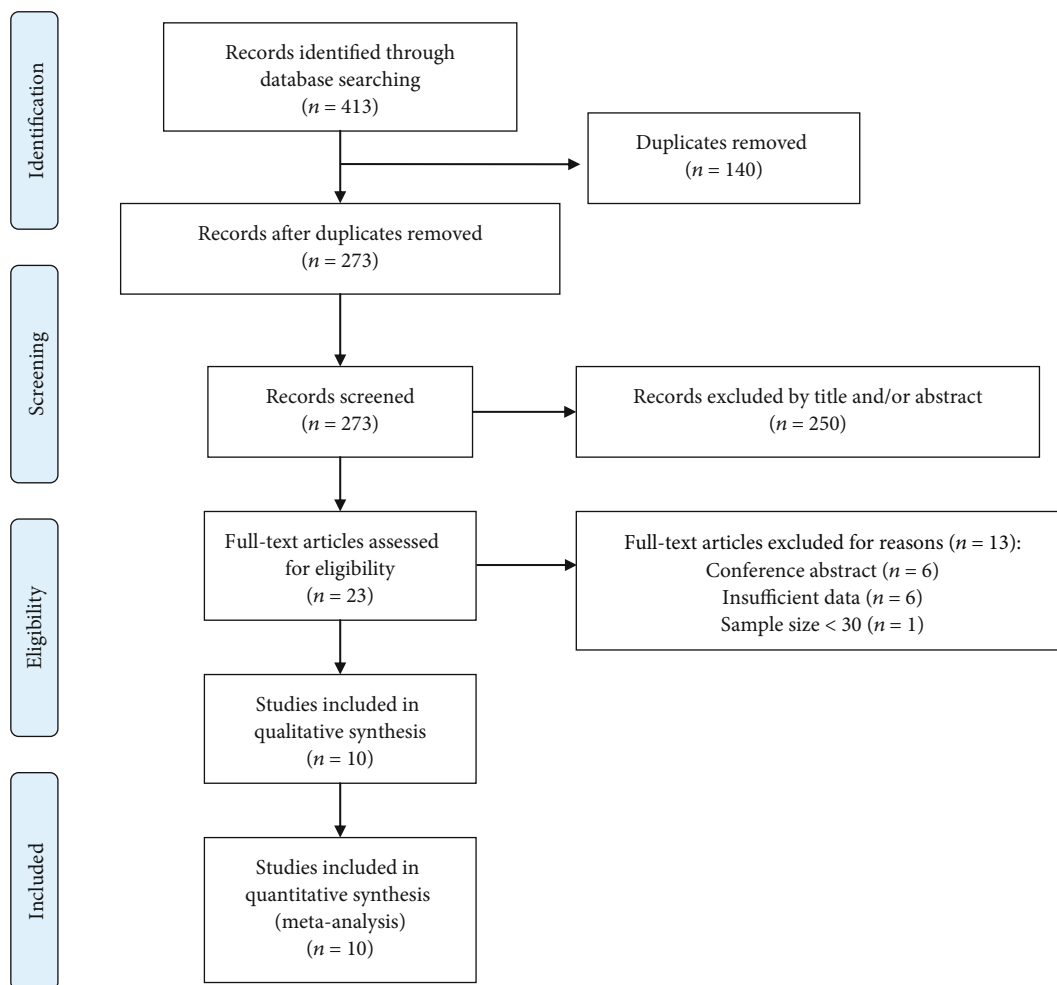 Identification
Records identified through
database searching
(n = 413)
Duplicates removed
(n = 140)
Records after duplicates removed
(n = 273)
Screening
Records screened
(n = 273)
Records excluded by title and/or abstract
(n = 250)
Eligibility
Full-text articles assessed
for eligibility
(n = 23)
Full-text articles excluded for reasons (n = 13):
Conference abstract (n = 6)
Insufficient data (n = 6)
Sample size < 30 (n = 1)
Studies included in
qualitative synthesis
(n = 10)
Included
Studies included in
quantitative synthesis
(meta-analysis)
(n = 10)